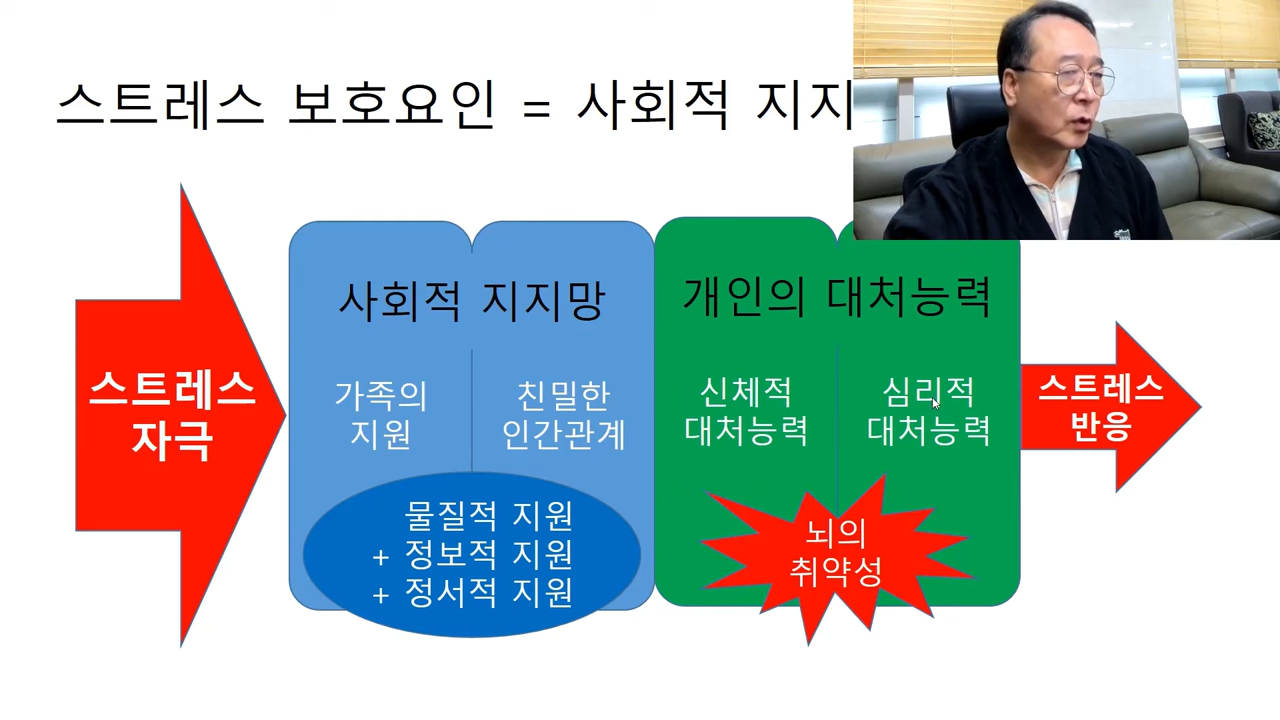 스트레스 보호요인 = 사회적 지지
스트레스
자극
사회적 지지망
가족의
지원
친밀한
인간관계
물질적 지원
+ 정보적 지원
+ 정서적 지원
개인의 대처능력
신체적
대처능력
심리적
대처능력
뇌의
취약성
스트레스
반응